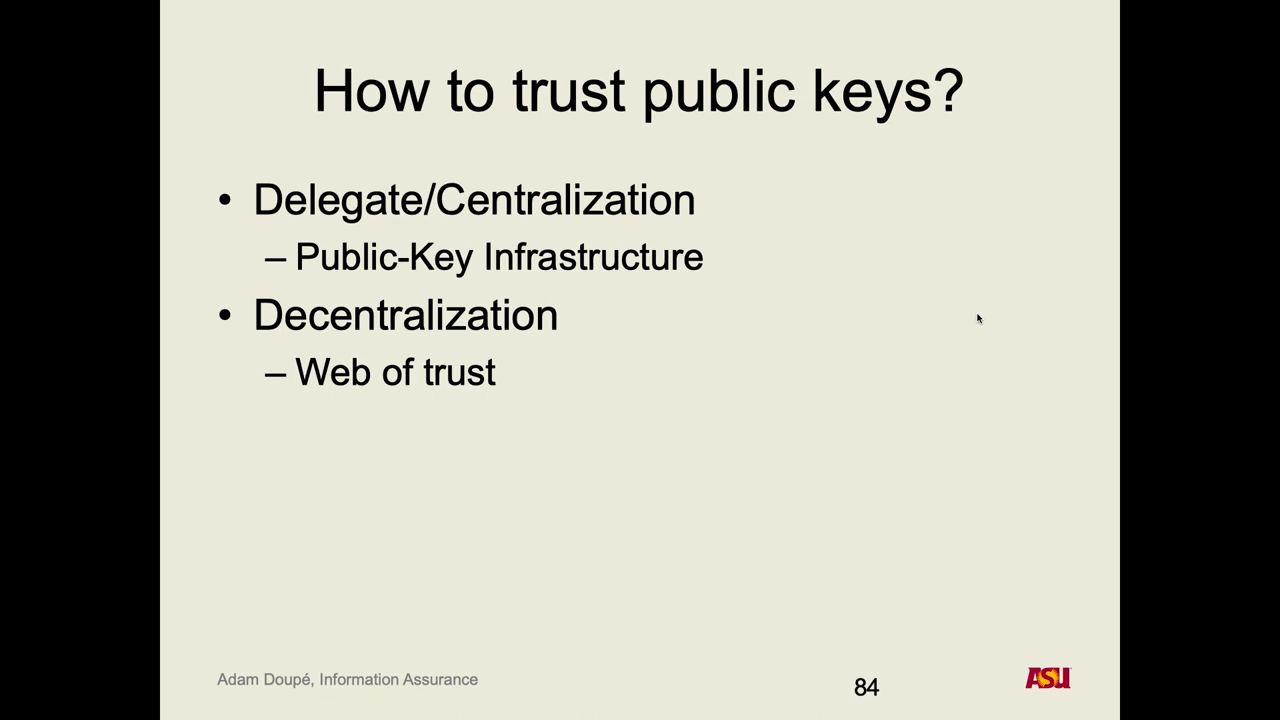 How to trust public keys?
• Delegate/Centralization
– Public-Key Infrastructure
• Decentralization
– Web of trust
Adam Doupé, Information Assurance
84
ASU